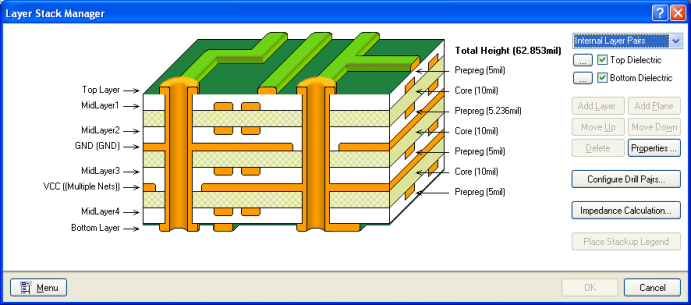 Layer Stack Manager
Total Height (62.853mil)
Top Layer
MidLayer1
MidLayer2
GND (GND)
MidLayer3
VCC ((Multiple Nets))
MidLayer4
Bottom Layer
Prepreg (5mil)
Core (10mil)
Prepreg (5.236mil)
Core (10mil)
Prepreg (5mil)
Core (10mil)
Prepreg (5mil)
Internal Layer Pairs
... Top Dielectric
... Bottom Dielectric
Add Layer Add Plane
Move Up Move Down
Delete Properties ...
Configure Drill Pairs...
Impedance Calculation...
Place Stackup Legend
Menu OK Cancel